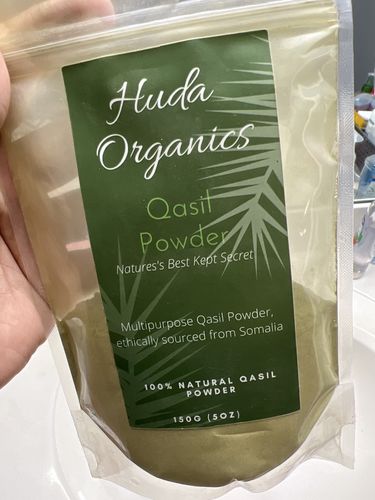 Huda
Organics
Qasil
Powder
Natures's Best Kept Secret
Multipurpose Qasil Powder,
ethically sourced from Somalia
100% NATURAL QASIL
POWDER
150G (5OZ)